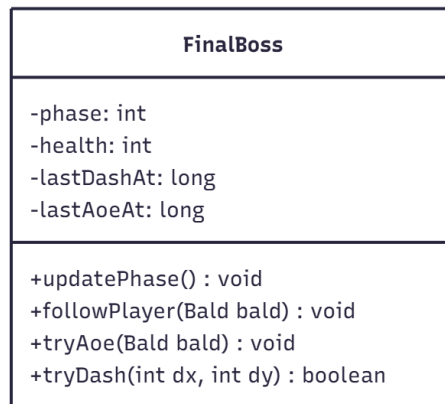 FinalBoss
-phase: int
-health: int
-lastDashAt: long
-lastAoeAt: long
+updatePhase() : void
+followPlayer(Bald bald) : void
+tryAoe(Bald bald) : void
+tryDash(int dx, int dy) : boolean